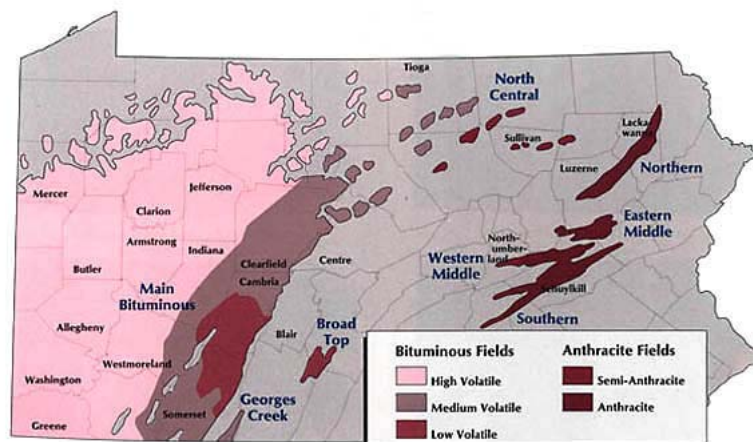 Tioga
North
Central
Lacka-
wanna
Sullivan
Luzerne
Northern
Mercer
Jefferson
Clarion
Eastern
Middle
Armstrong
Indiana
North-
umber-
land
Western
Middle
Butler
Clearfield
Centre
Cambria
Main
Bituminous
Schuylkill
Southern
Allegheny
Blair
Broad
Top
Westmoreland
Washington
Somerset
Georges
Creek
Greene
Bituminous Fields
High Volatile
Medium Volatile
Low Volatile
Anthracite Fields
Semi-Anthracite
Anthracite